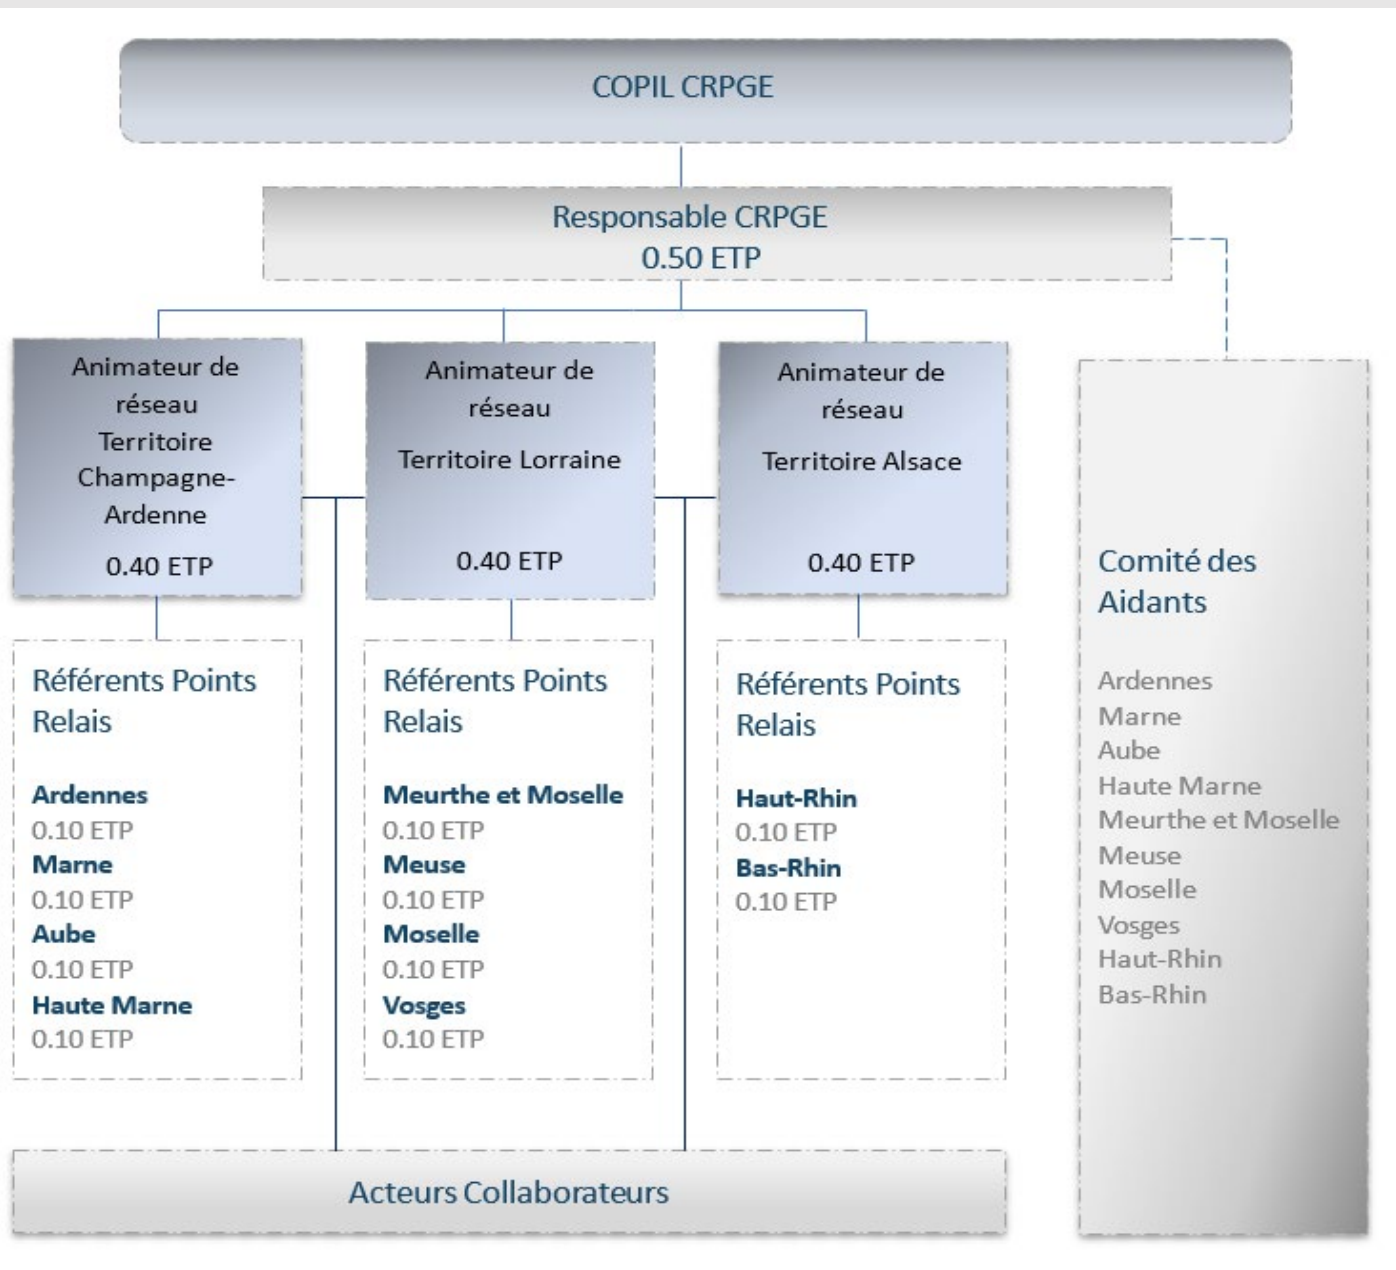 COPIL CRPGE
Responsable CRPGE
0.50 ETP
Animateur de
réseau
Territoire
Champagne-
Ardenne
0.40 ETP
Animateur de
réseau
Territoire Lorraine
0.40 ETP
Animateur de
réseau
Territoire Alsace
0.40 ETP
Référents Points
Relais
Ardennes
0.10 ETP
Marne
0.10 ETP
Aube
0.10 ETP
Haute Marne
0.10 ETP
Référents Points
Relais
Meurthe et Moselle
0.10 ETP
Meuse
0.10 ETP
Moselle
0.10 ETP
Vosges
0.10 ETP
Référents Points
Relais
Haut-Rhin
0.10 ETP
Bas-Rhin
0.10 ETP
Comité des
Aidants
Ardennes
Marne
Aube
Haute Marne
Meurthe et Moselle
Meuse
Moselle
Vosges
Haut-Rhin
Bas-Rhin
Acteurs Collaborateurs